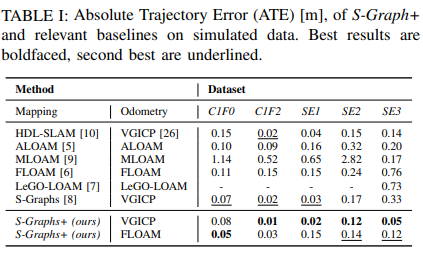 TABLE I: Absolute Trajectory Error (ATE) [m], of S-Graph+
and relevant baselines on simulated data. Best results are
boldfaced, second best are underlined.
Method Dataset
Mapping Odometry C1F0 C1F2 SE1 SE2 SE3
HDL-SLAM [10] VGICP [26] 0.15 0.02 0.04 0.15 0.14
ALOAM [5] ALOAM 0.10 0.09 0.16 0.32 0.20
MLOAM [9] MLOAM 1.14 0.52 0.65 2.82 0.17
FLOAM [6] FLOAM 0.11 0.15 0.15 0.24 0.76
LeGO-LOAM [7] LeGO-LOAM - - - - 0.73
S-Graphs [8] VGICP 0.07 0.02 0.03 0.17 0.33
S-Graphs+ (ours) VGICP 0.08 0.01 0.02 0.12 0.05
S-Graphs+ (ours) FLOAM 0.05 0.03 0.15 0.14 0.12